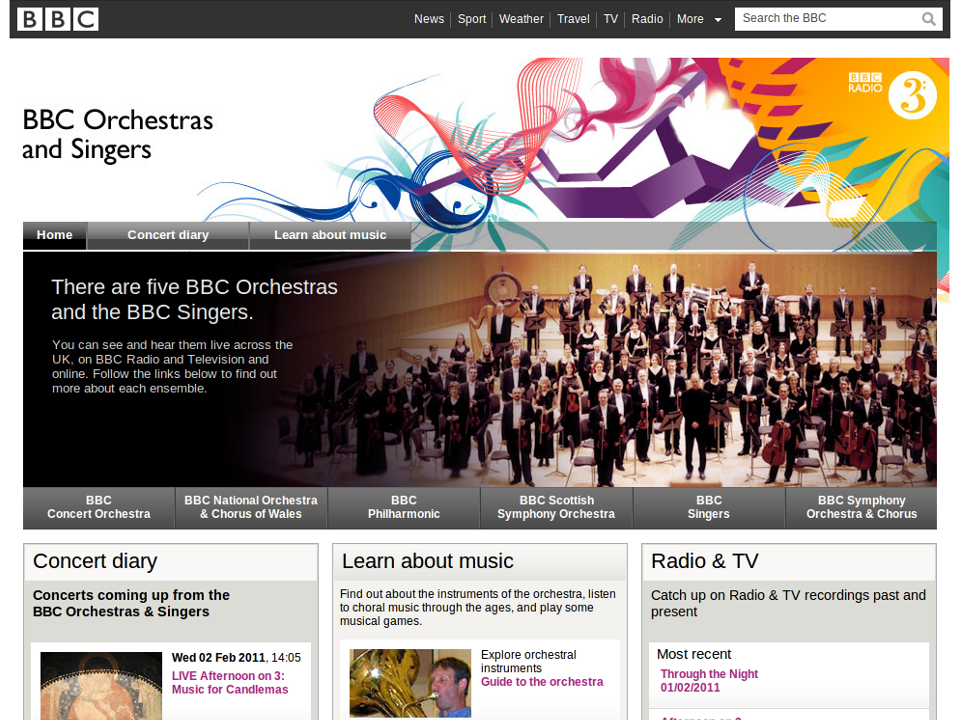 BBC
News
Sport
Weather
Travel
TV
Radio
More
Search the BBC
BBC
RADIO
3
BBC Orchestras
and Singers
Home
Concert diary
Learn about music
There are five BBC Orchestras
and the BBC Singers.
You can see and hear them live across the
UK, on BBC Radio and Television and
online. Follow the links below to find out
more about each ensemble.
BBC
Concert Orchestra
BBC National Orchestra
& Chorus of Wales
BBC
Philharmonic
BBC Scottish
Symphony Orchestra
BBC
Singers
BBC Symphony
Orchestra & Chorus
Concert diary
Concerts coming up from the
BBC Orchestras & Singers
Wed 02 Feb 2011, 14:05
LIVE Afternoon on 3:
Music for Candlemas
Learn about music
Find out about the instruments of the orchestra, listen
to choral music through the ages, and play some
musical games.
Explore orchestral
instruments
Guide to the orchestra
Radio & TV
Catch up on Radio & TV recordings past and
present
Most recent
Through the Night
01/02/2011